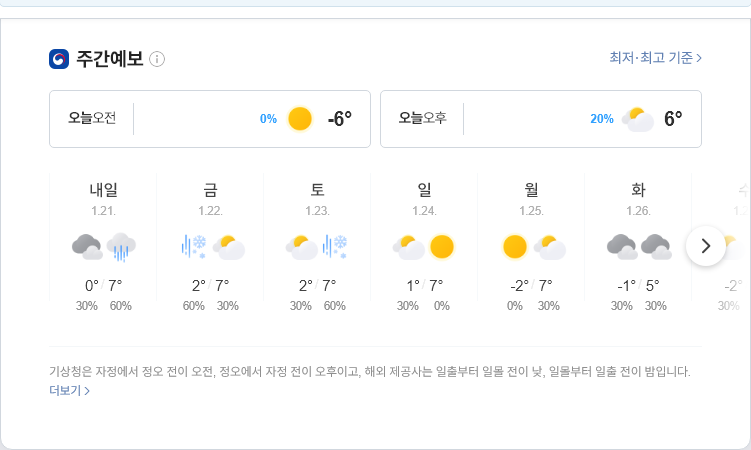 주간예보
최저·최고 기준
오늘오전 0% -6°
오늘오후 20% 6°
내일 금 토 일 월 화
1.21. 1.22. 1.23. 1.24. 1.25. 1.26.
0°/7° 2°/7° 2°/7° 1°/7° -2°/7° -1°/5° -2°
30% 60% 60% 30% 30% 60% 30% 0% 0% 30% 30% 30% 30%
기상청은 자정에서 정오 전이 오전, 정오에서 자정 전이 오후이고, 해외 제공사는 일출부터 일몰 전이 낮, 일몰부터 일출 전이 밤입니다.
더보기